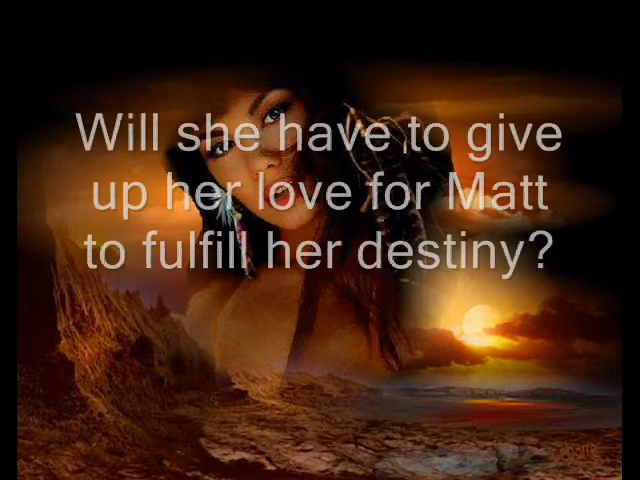 Will she have to give
up her love for Matt
to fulfill her destiny?